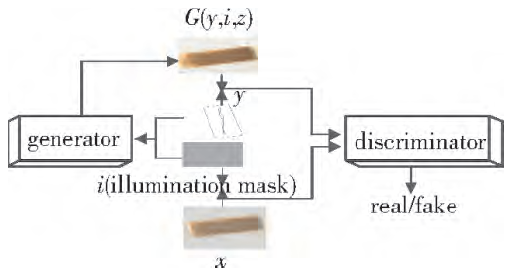 G(y,i,z)
y
generator
discriminator
i(illumination mask)
real/fake
x